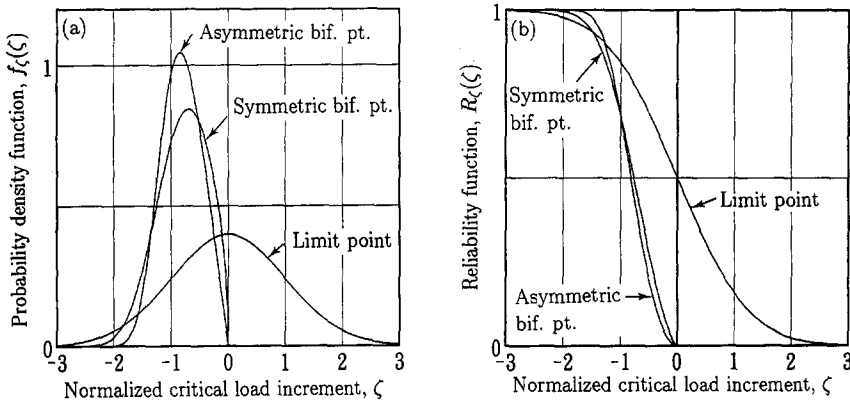 (a)
Asymmetric bif. pt.
Symmetric bif. pt.
Limit point
Probability density function, f_ζ(ζ)
1
0
-3 -2 -1 0 1 2 3
Normalized critical load increment, ζ
(b)
Symmetric
bif. pt.
Limit point
Asymmetric
bif. pt.
Reliability function, R_ζ(ζ)
1
0
-3 -2 -1 0 1 2 3
Normalized critical load increment, ζ